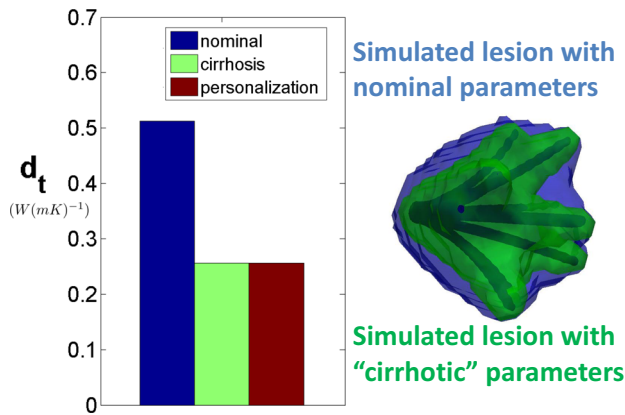 0.7
0.6
0.5
0.4
0.3
0.2
0.1
0
d_t
(W(mK)^{-1})
nominal
cirrhosis
personalization
Simulated lesion with
nominal parameters
Simulated lesion with
“cirrhotic” parameters